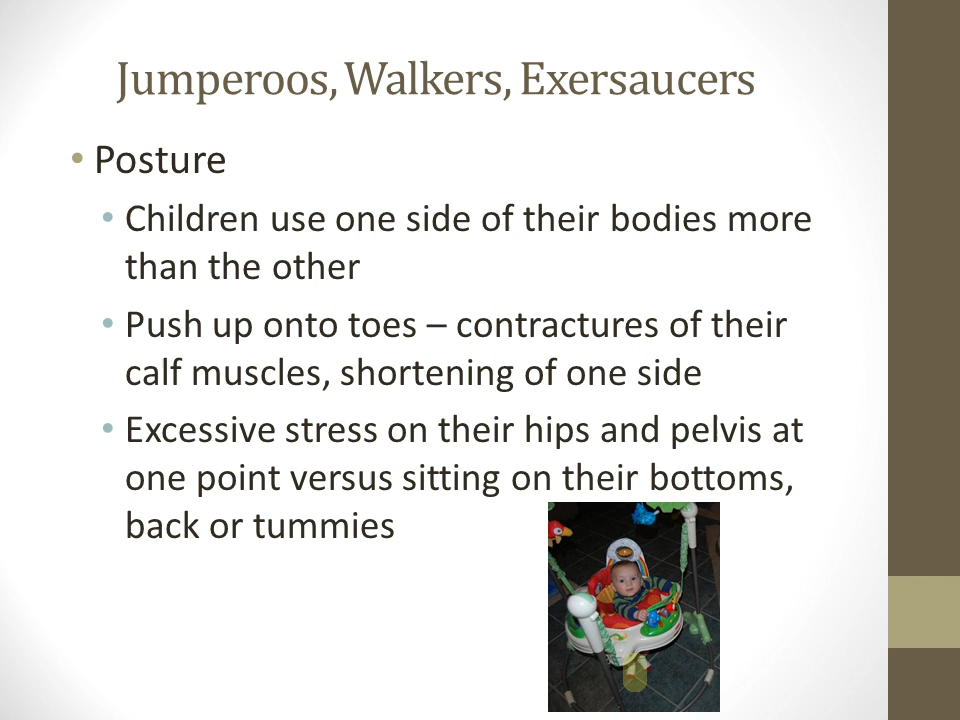 Jumperoos, Walkers, Exersaucers
• Posture
• Children use one side of their bodies more
than the other
• Push up onto toes – contractures of their
calf muscles, shortening of one side
• Excessive stress on their hips and pelvis at
one point versus sitting on their bottoms,
back or tummies